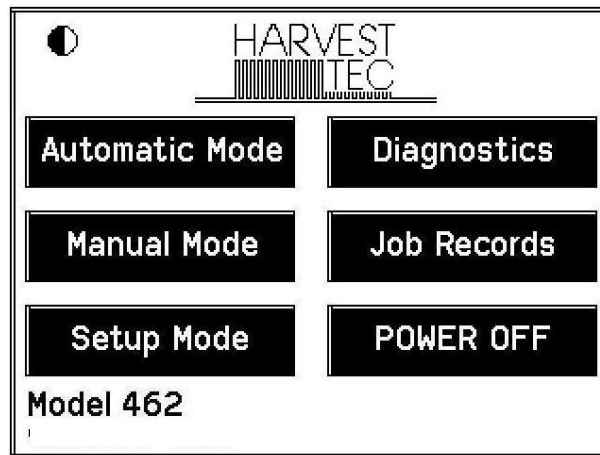 HARVEST
TEC
Automatic Mode
Diagnostics
Manual Mode
Job Records
Setup Mode
POWER OFF
Model 462